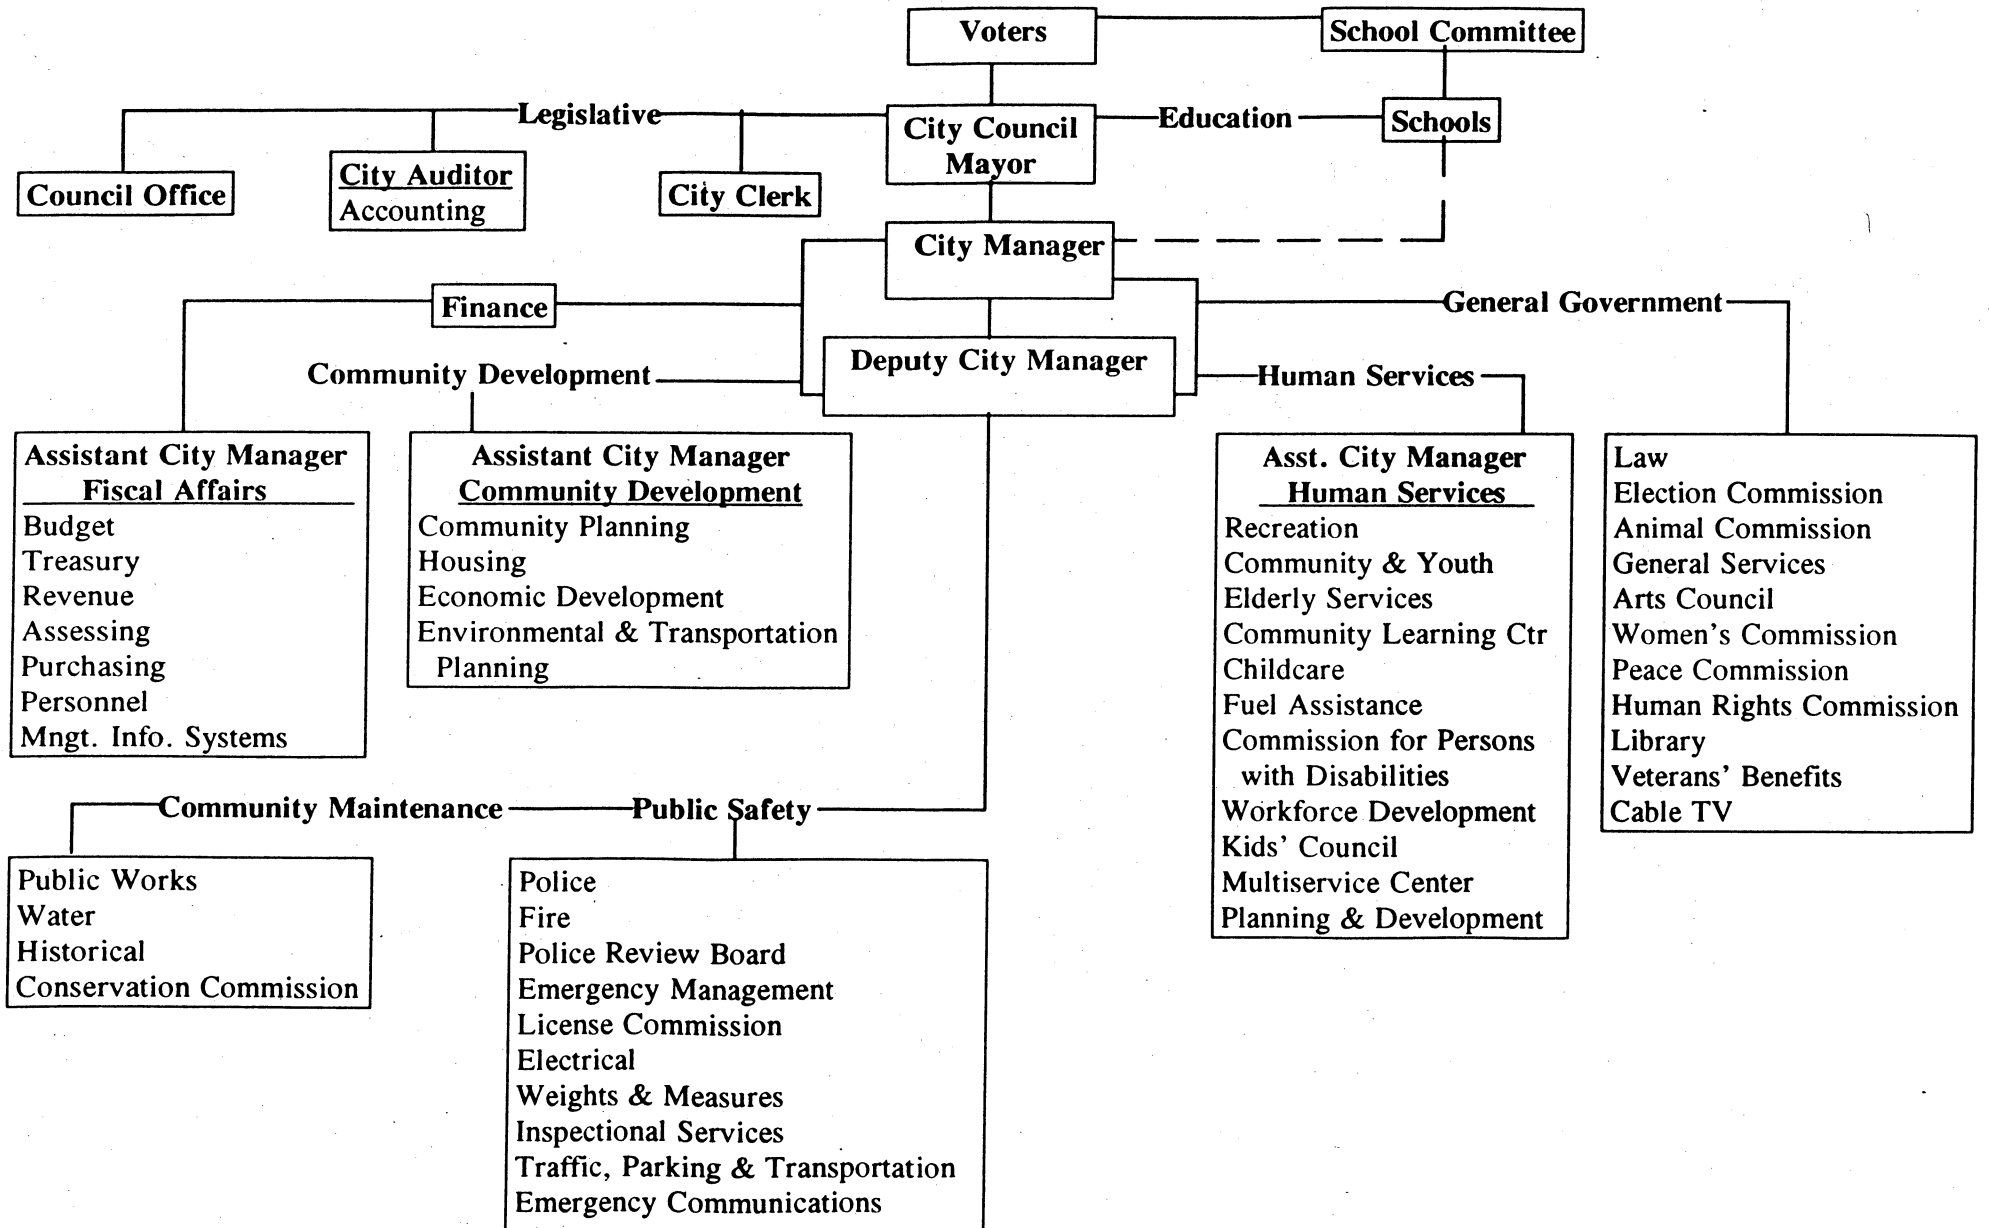 Voters
School Committee
Legislative
City Council
Mayor
Education
Schools
Council Office
City Auditor
Accounting
City Clerk
City Manager
Finance
General Government
Deputy City Manager
Community Development
Human Services
Assistant City Manager
Fiscal Affairs
Budget
Treasury
Revenue
Assessing
Purchasing
Personnel
Mngt. Info. Systems
Assistant City Manager
Community Development
Community Planning
Housing
Economic Development
Environmental & Transportation
Planning
Asst. City Manager
Human Services
Recreation
Community & Youth
Elderly Services
Community Learning Ctr
Childcare
Fuel Assistance
Commission for Persons
with Disabilities
Workforce Development
Kids' Council
Multiservice Center
Planning & Development
Law
Election Commission
Animal Commission
General Services
Arts Council
Women's Commission
Peace Commission
Human Rights Commission
Library
Veterans' Benefits
Cable TV
Community Maintenance
Public Safety
Public Works
Water
Historical
Conservation Commission
Police
Fire
Police Review Board
Emergency Management
License Commission
Electrical
Weights & Measures
Inspectional Services
Traffic, Parking & Transportation
Emergency Communications